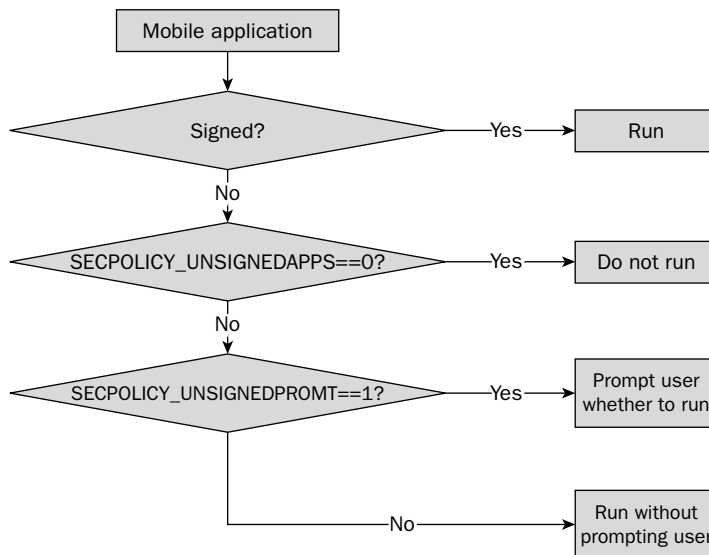 Mobile application
Signed?
Yes
Run
No
SECPOLICY_UNSIGNEDAPPS==0?
Yes
Do not run
No
SECPOLICY_UNSIGNEDPROMT==1?
Yes
Prompt user
whether to run
No
Run without
prompting user